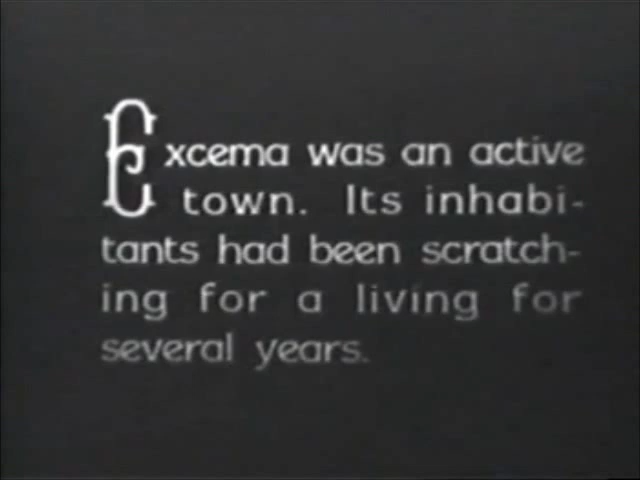 Excema was an active
town. Its inhabi-
tants had been scratch-
ing for a living for
several years.